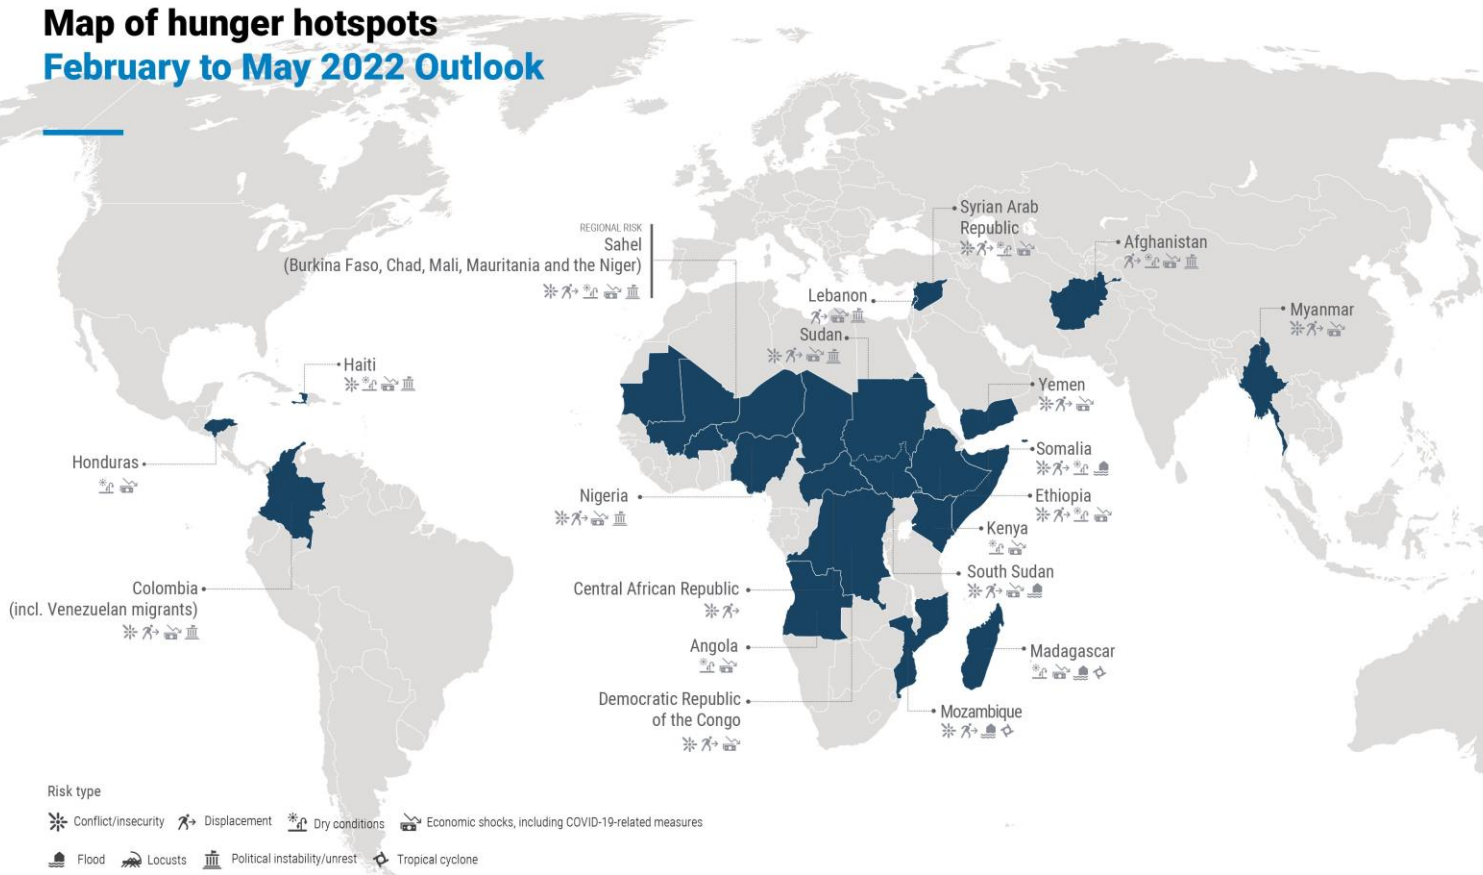 Map of hunger hotspots
February to May 2022 Outlook
REGIONAL RISK
Sahel
(Burkina Faso, Chad, Mali, Mauritania and the Niger)
Syrian Arab
Republic
Afghanistan
Lebanon
Sudan
Myanmar
Haiti
Yemen
Honduras
Somalia
Nigeria
Ethiopia
Kenya
South Sudan
Colombia
(incl. Venezuelan migrants)
Central African Republic
Angola
Madagascar
Democratic Republic
of the Congo
Mozambique
Risk type
Conflict/insecurity
Displacement
Dry conditions
Economic shocks, including COVID-19-related measures
Flood
Locusts
Political instability/unrest
Tropical cyclone